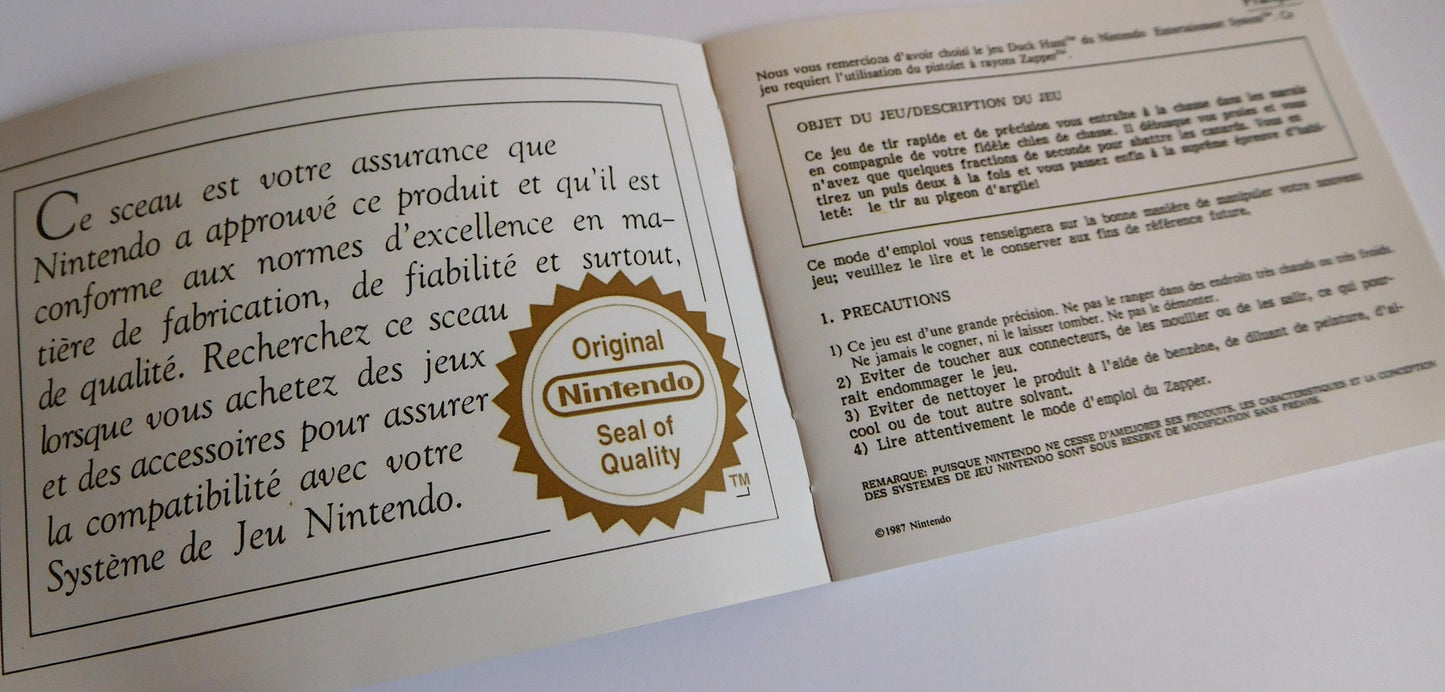 Ce sceau est votre assurance que
Nintendo a approuvé ce produit et qu'il est
conforme aux normes d'excellence en ma-
tière de fabrication, de fiabilité et surtout,
de qualité. Recherchez ce sceau
lorsque vous achetez des jeux
et des accessoires pour assurer
la compatibilité avec votre
Système de Jeu Nintendo.
Original
Nintendo
Seal of
Quality
TM
Nous vous remercions d'avoir choisi le jeu Duck Hunt™ du Nintendo Entertainment System™. Ce
jeu requiert l'utilisation du pistolet à rayons Zapper™.
OBJET DU JEU/DESCRIPTION DU JEU
Ce jeu de tir rapide et de précision vous entraîne à la chasse dans les marais
en compagnie de votre fidèle chien de chasse. Il débusque vos proies et vous
n'avez que quelques fractions de seconde pour abattre les canards. Vous en
tirez un puis deux à la fois et vous passez enfin à la suprême épreuve d'habi-
leté: le tir au pigeon d'argile!
Ce mode d'emploi vous renseignera sur la bonne manière de manipuler votre nouveau
jeu; veuillez le lire et le conserver aux fins de référence future.
1. PRECAUTIONS
1) Ce jeu est d'une grande précision. Ne pas le ranger dans des endroits très chauds ou très froids.
Ne jamais le cogner, ni le laisser tomber. Ne pas le démonter.
2) Eviter de toucher aux connecteurs, de les mouiller ou de les salir, ce qui pour-
rait endommager le jeu.
3) Eviter de nettoyer le produit à l'aide de benzène, de diluant de peinture, d'al-
cool ou de tout autre solvant.
4) Lire attentivement le mode d'emploi du Zapper.
REMARQUE: PUISQUE NINTENDO NE CESSE D'AMELIORER SES PRODUITS, LES CARACTERISTIQUES ET LA CONCEPTION
DES SYSTEMES DE JEU NINTENDO SONT SOUS RESERVE DE MODIFICATION SANS PREAVIS.
©1987 Nintendo